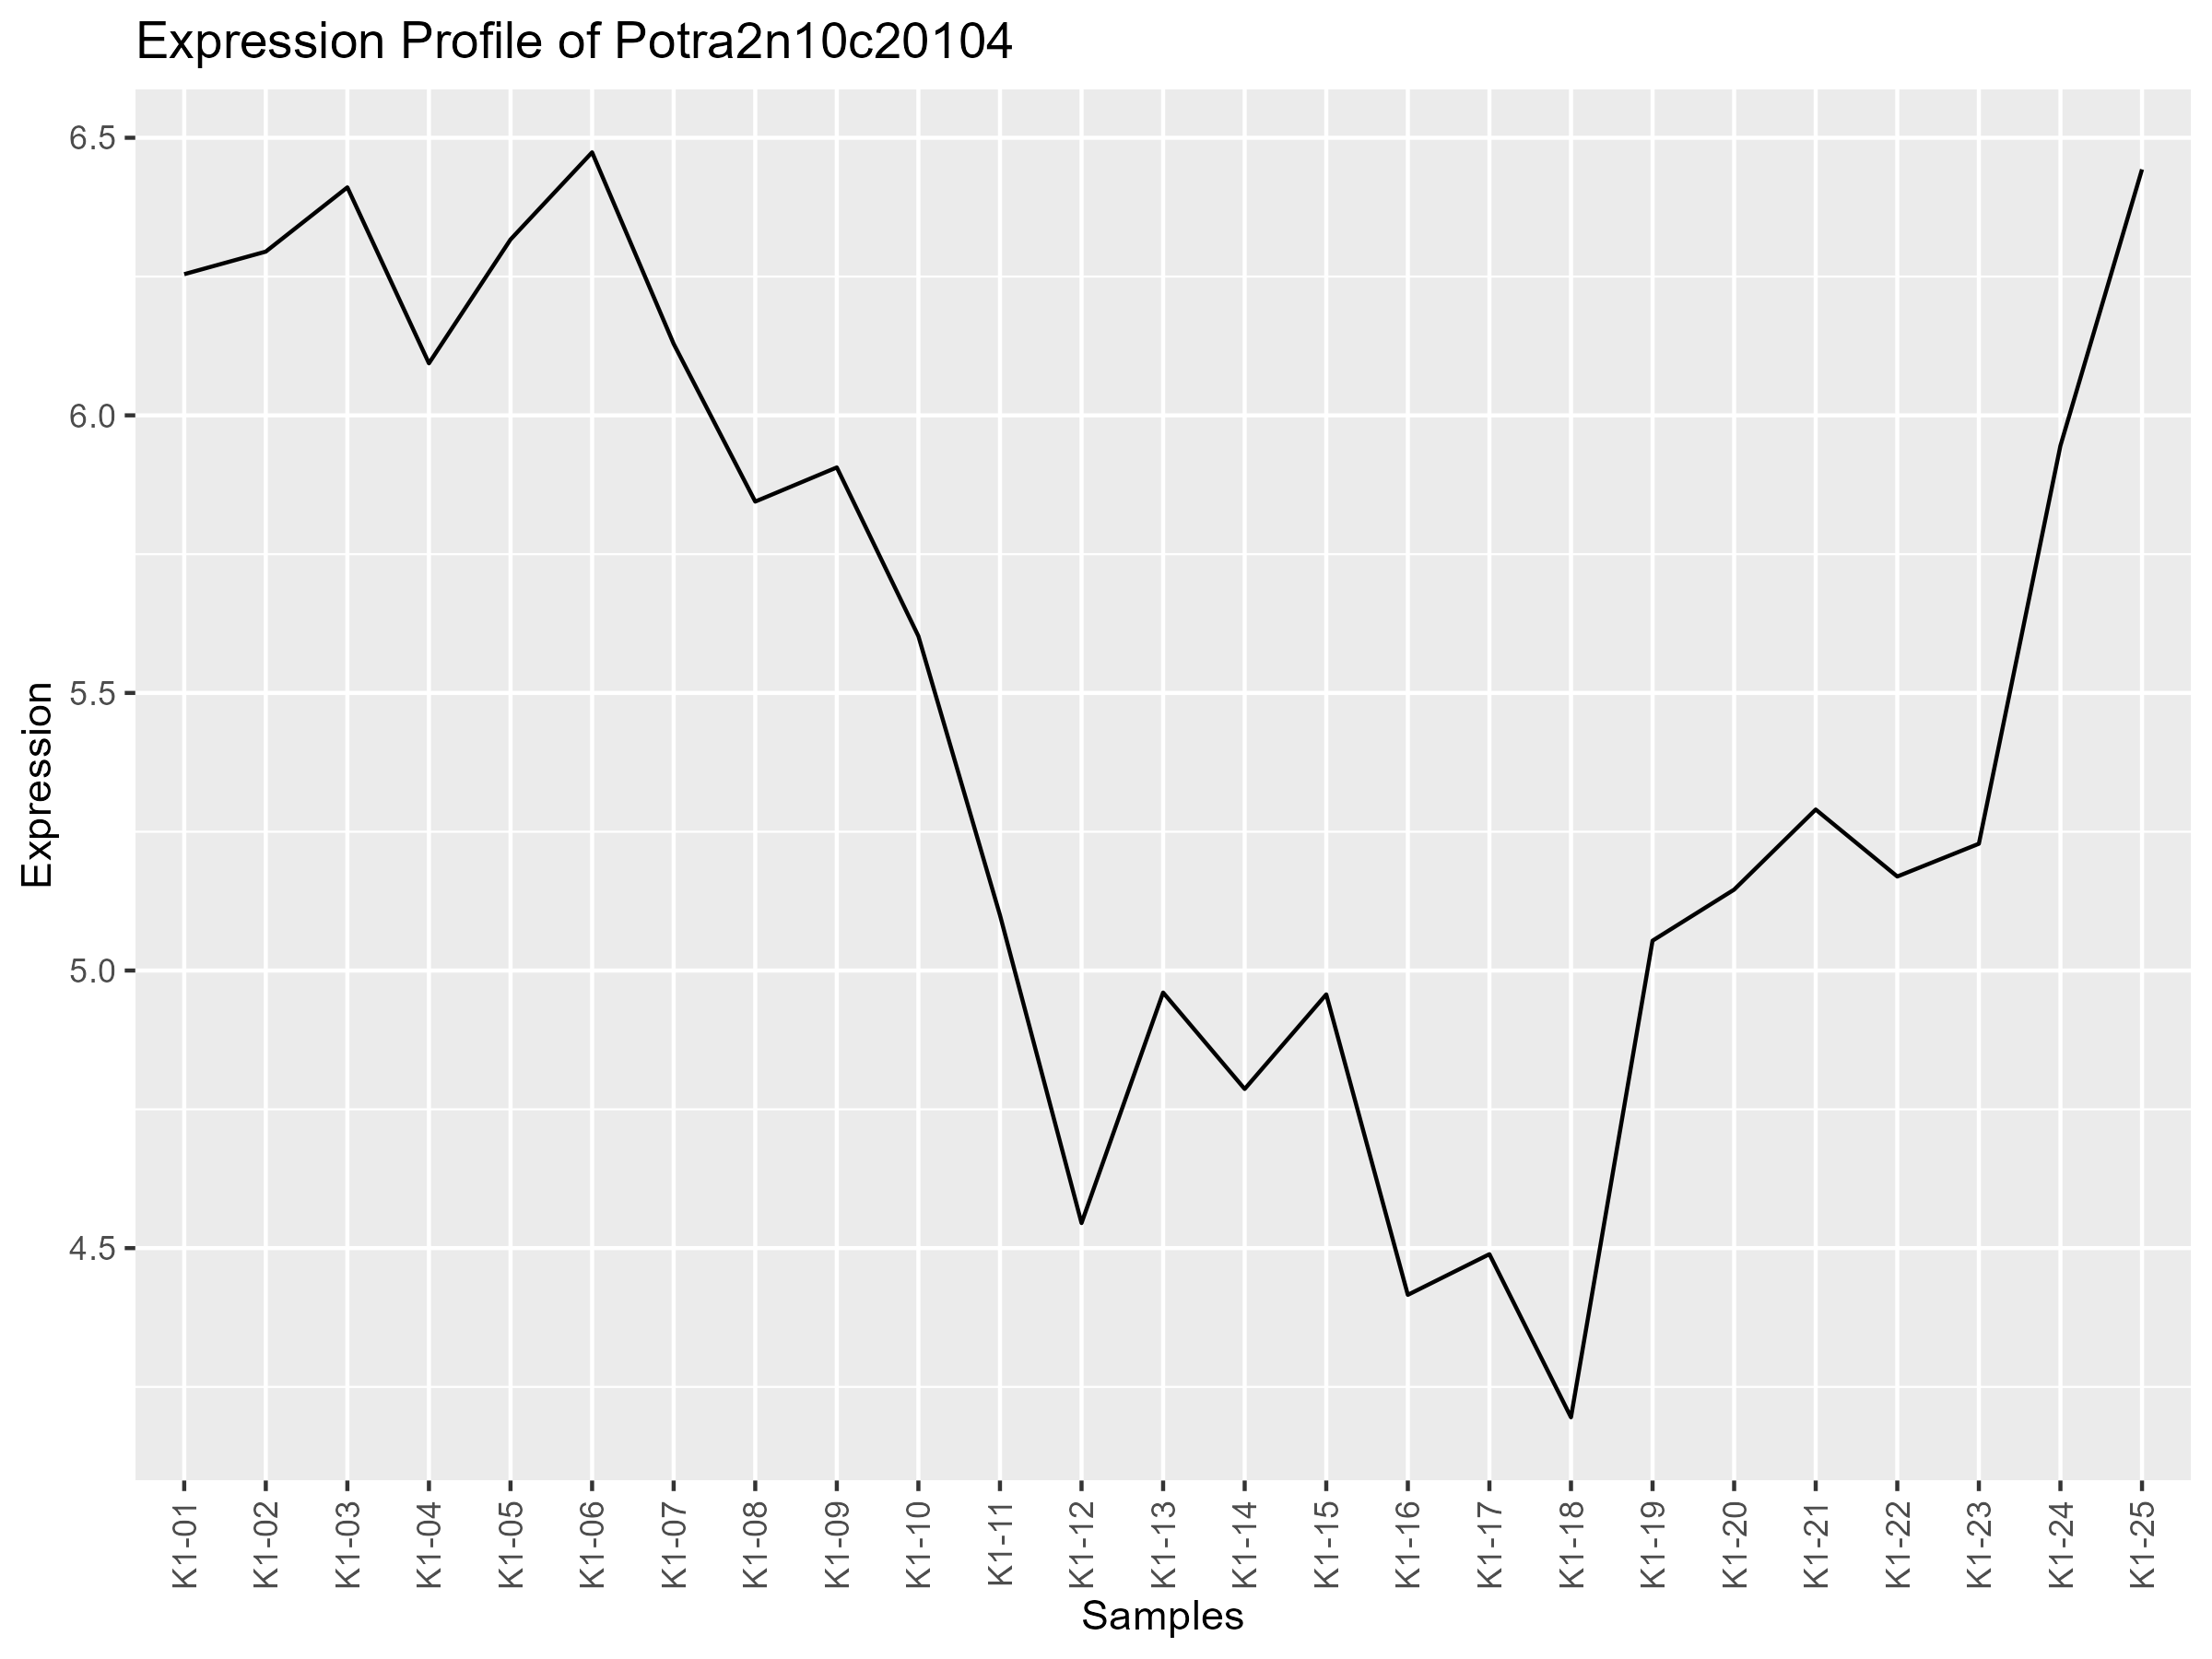 Expression Profile of Potra2n10c20104
Expression
6.5
6.0
5.5
5.0
4.5
K1-01
K1-02
K1-03
K1-04
K1-05
K1-06
K1-07
K1-08
K1-09
K1-10
K1-11
K1-12
K1-13
K1-14
K1-15
K1-16
K1-17
K1-18
K1-19
K1-20
K1-21
K1-22
K1-23
K1-24
K1-25
Samples